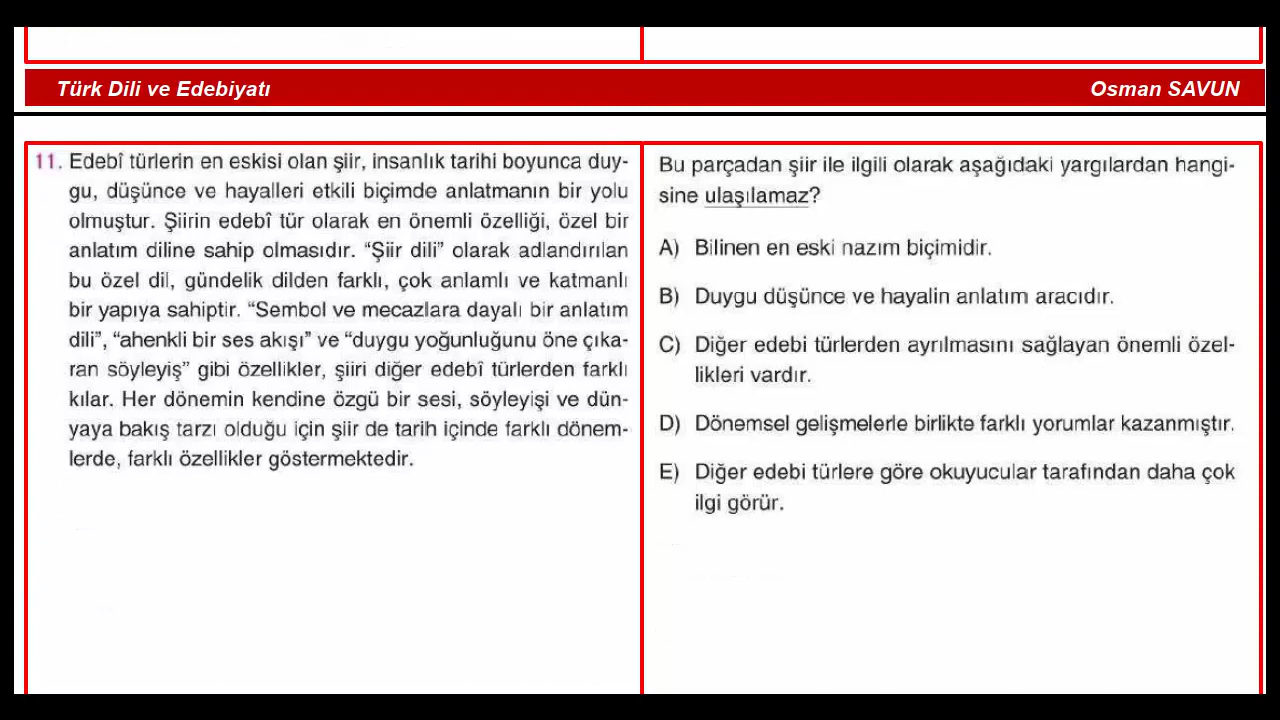 Türk Dili ve Edebiyatı
Osman SAVUN
11. Edebî türlerin en eskisi olan şiir, insanlık tarihi boyunca duy-
gu, düşünce ve hayalleri etkili biçimde anlatmanın bir yolu
olmuştur. Şiirin edebî tür olarak en önemli özelliği, özel bir
anlatım diline sahip olmasıdır. “Şiir dili” olarak adlandırılan
bu özel dil, gündelik dilden farklı, çok anlamlı ve katmanlı
bir yapıya sahiptir. “Sembol ve mecazlara dayalı bir anlatım
dili”, “ahenkli bir ses akışı” ve “duygu yoğunluğunu öne çıka-
ran söyleyiş” gibi özellikler, şiiri diğer edebî türlerden farklı
kılar. Her dönemin kendine özgü bir sesi, söyleyişi ve dün-
yaya bakış tarzı olduğu için şiir de tarih içinde farklı dönem-
lerde, farklı özellikler göstermektedir.
Bu parçadan şiir ile ilgili olarak aşağıdaki yargılardan hangi-
sine ulaşılamaz?
A) Bilinen en eski nazım biçimidir.
B) Duygu düşünce ve hayalin anlatım aracıdır.
C) Diğer edebi türlerden ayrılmasını sağlayan önemli özel-
likleri vardır.
D) Dönemsel gelişmelerle birlikte farklı yorumlar kazanmıştır.
E) Diğer edebi türlere göre okuyucular tarafından daha çok
ilgi görür.